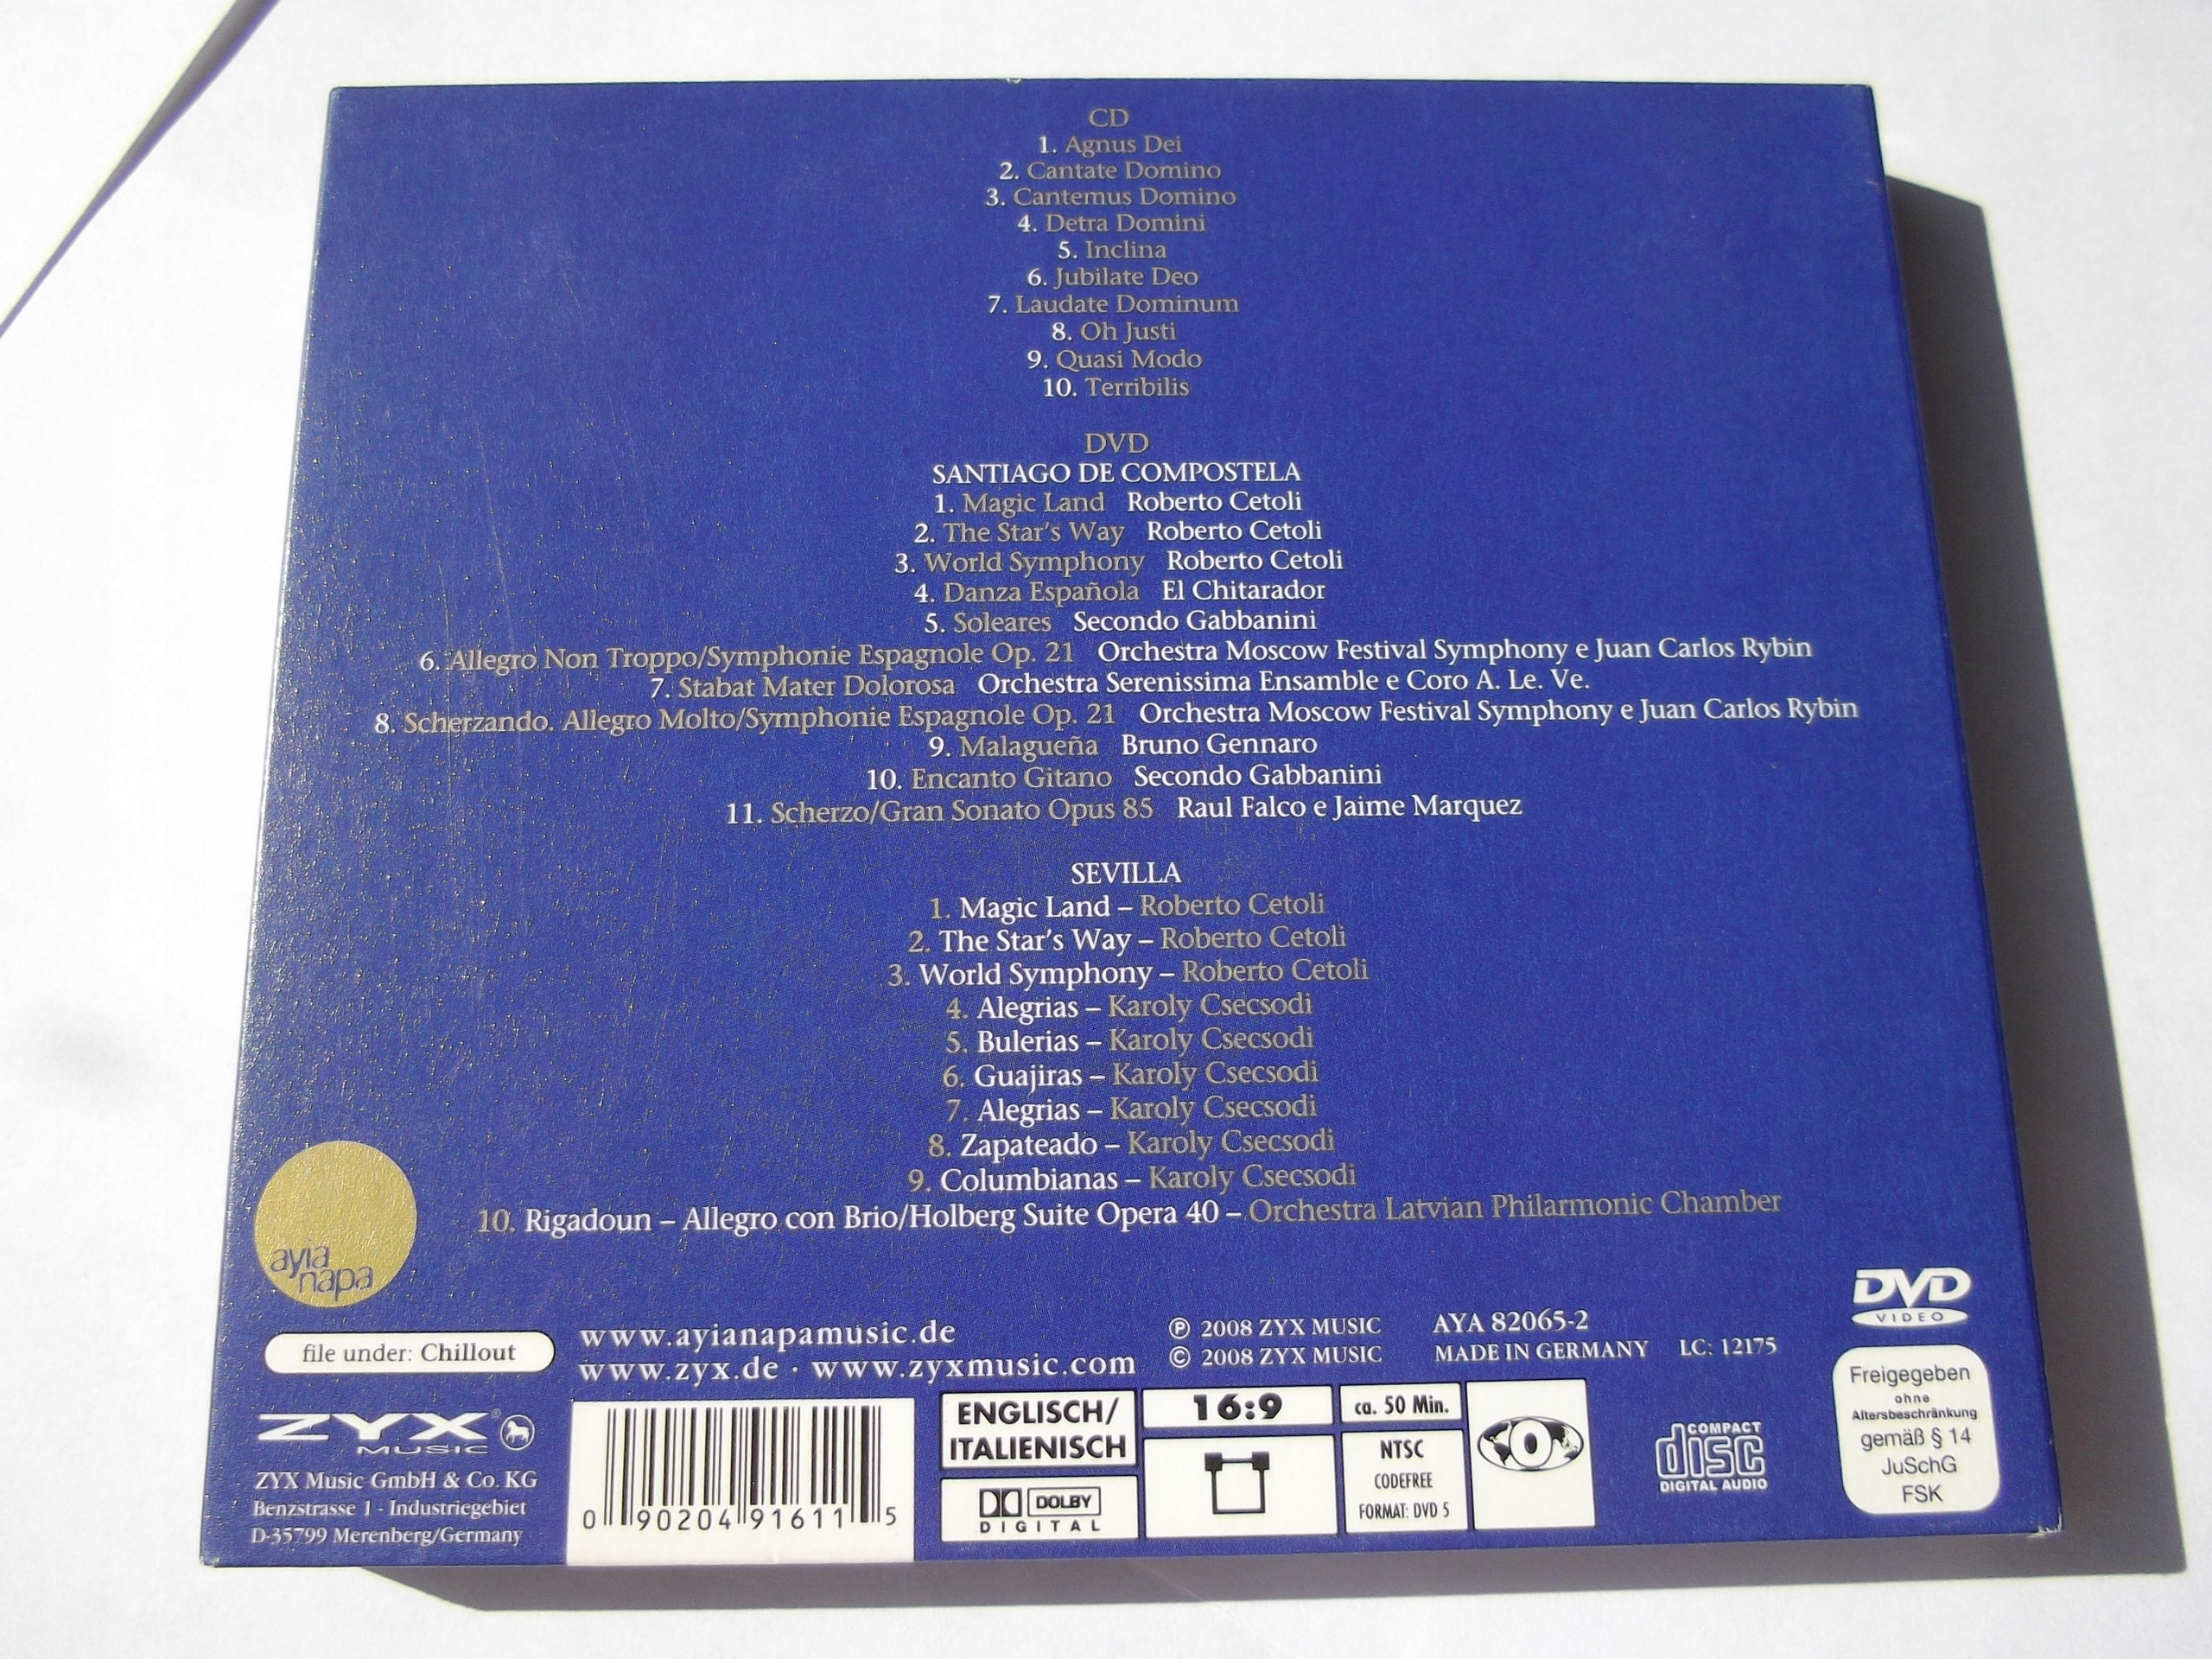 CD
1. Agnus Dei
2. Cantate Domino
3. Cantemus Domino
4. Detra Domini
5. Inclina
6. Jubilate Deo
7. Laudate Dominum
8. Oh Justi
9. Quasi Modo
10. Terribilis
DVD
SANTIAGO DE COMPOSTELA
1. Magic Land Roberto Cetoli
2. The Star's Way Roberto Cetoli
3. World Symphony Roberto Cetoli
4. Danza Española El Chitarador
5. Soleares Secondo Gabbanini
6. Allegro Non Troppo/Symphonie Espagnole Op. 21 Orchestra Moscow Festival Symphony e Juan Carlos Rybin
7. Stabat Mater Dolorosa Orchestra Serenissima Ensamble e Coro A. Le. Ve.
8. Scherzando. Allegro Molto/Symphonie Espagnole Op. 21 Orchestra Moscow Festival Symphony e Juan Carlos Rybin
9. Malagueña Bruno Gennaro
10. Encanto Gitano Secondo Gabbanini
11. Scherzo/Gran Sonato Opus 85 Raul Falco e Jaime Marquez
SEVILLA
1. Magic Land – Roberto Cetoli
2. The Star's Way – Roberto Cetoli
3. World Symphony – Roberto Cetoli
4. Alegrias – Karoly Csecsodi
5. Bulerias – Karoly Csecsodi
6. Guajiras – Karoly Csecsodi
7. Alegrias – Karoly Csecsodi
8. Zapateado – Karoly Csecsodi
9. Columbianas – Karoly Csecsodi
10. Rigadoun – Allegro con Brio/Holberg Suite Opera 40 – Orchestra Latvian Philarmonic Chamber
ayia
napa
file under: Chillout
www.ayianapamusic.de
www.zyx.de · www.zyxmusic.com
℗ 2008 ZYX MUSIC
© 2008 ZYX MUSIC
AYA 82065-2
MADE IN GERMANY LC: 12175
DVD
VIDEO
ZYX®
MUSIC
ZYX Music GmbH & Co. KG
Benzstrasse 1 - Industriegebiet
D-35799 Merenberg/Germany
0 90204 91611 5
ENGLISCH/
ITALIENISCH
DOLBY
DIGITAL
16:9
ca. 50 Min.
NTSC
CODEFREE
FORMAT: DVD 5
0
COMPACT
disc
DIGITAL AUDIO
Freigegeben
ohne
Altersbeschränkung
gemäß § 14
JuSchG
FSK